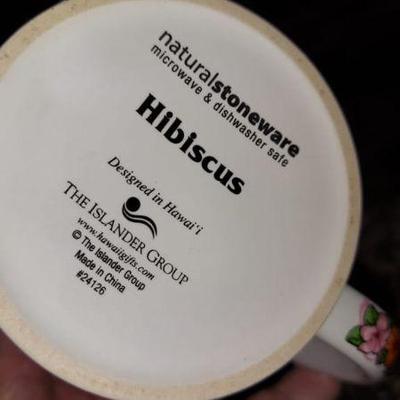 naturalstoneware
microwave & dishwasher safe
Hibiscus
Designed in Hawai'i
THE ISLANDER GROUP
www.hawaiigifts.com
© The Islander Group
Made in China
#24126